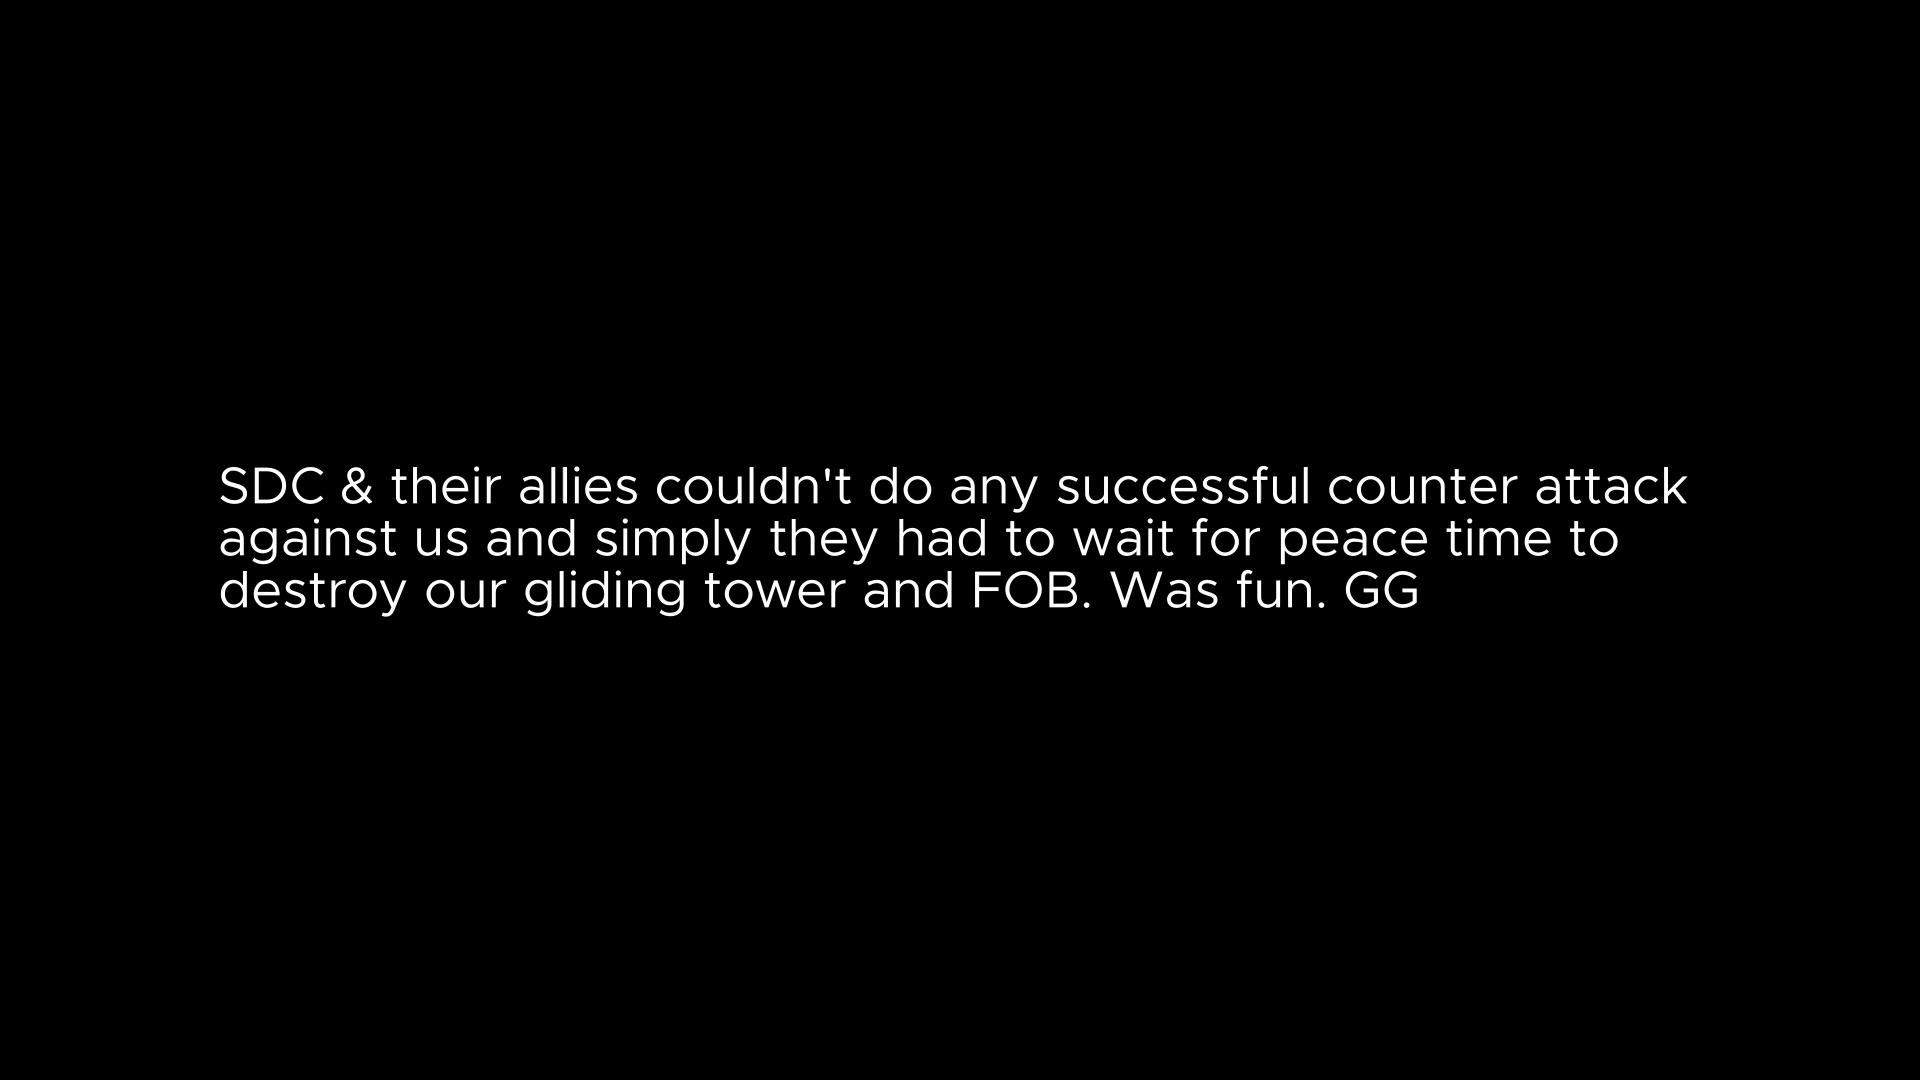 SDC & their allies couldn't do any successful counter attack
against us and simply they had to wait for peace time to
destroy our gliding tower and FOB. Was fun. GG